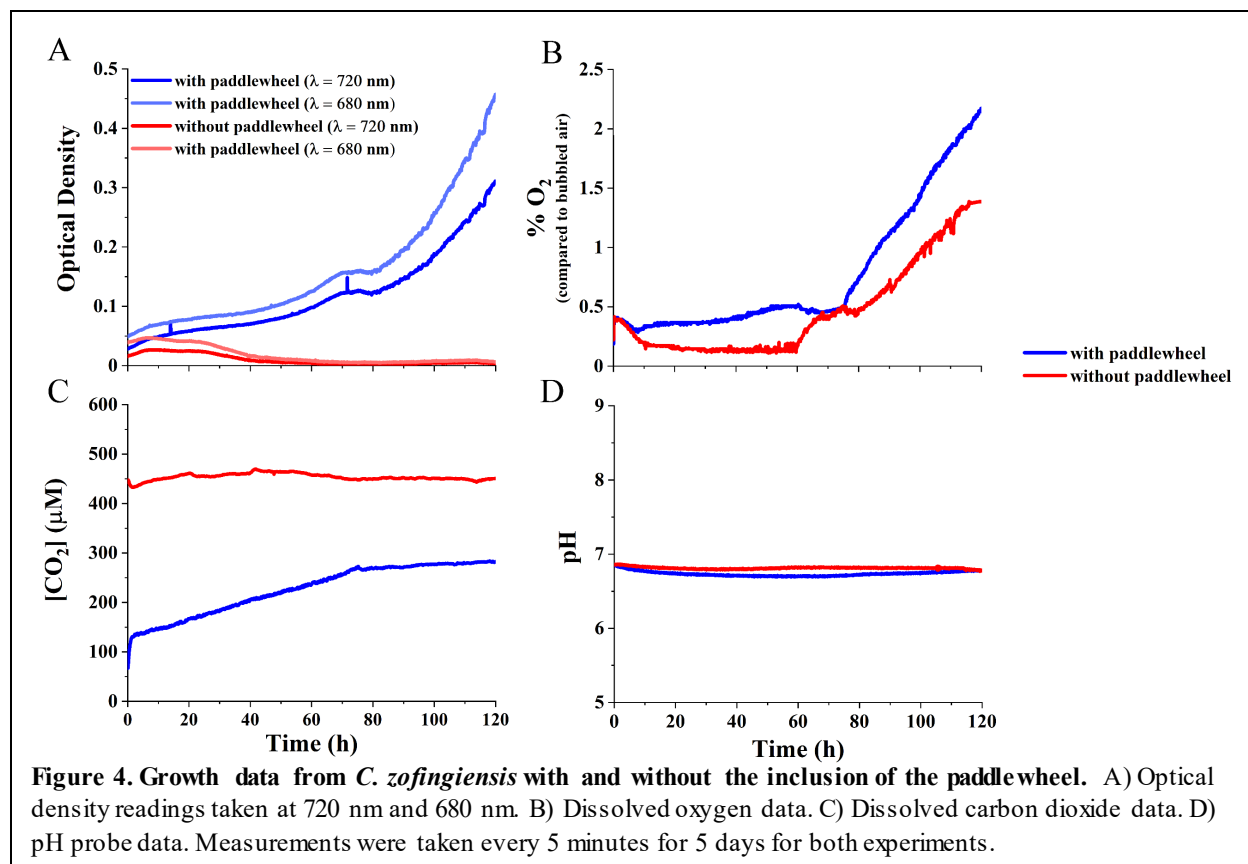 A
0.5
0.4
0.3
0.2
0.1
0
Optical Density
with paddlewheel (λ = 720 nm)
with paddlewheel (λ = 680 nm)
without paddlewheel (λ = 720 nm)
with paddlewheel (λ = 680 nm)
B
2.5
2
1.5
1
0.5
0
% O2
(compared to bubbled air)
with paddlewheel
without paddlewheel
C
600
500
400
300
200
100
0
[CO2] (μM)
0 20 40 60 80 100 120
Time (h)
D
9
8
7
6
5
pH
0 20 40 60 80 100 120
Time (h)
Figure 4. Growth data from C. zofingiensis with and without the inclusion of the paddlewheel. A) Optical
density readings taken at 720 nm and 680 nm. B) Dissolved oxygen data. C) Dissolved carbon dioxide data. D)
pH probe data. Measurements were taken every 5 minutes for 5 days for both experiments.